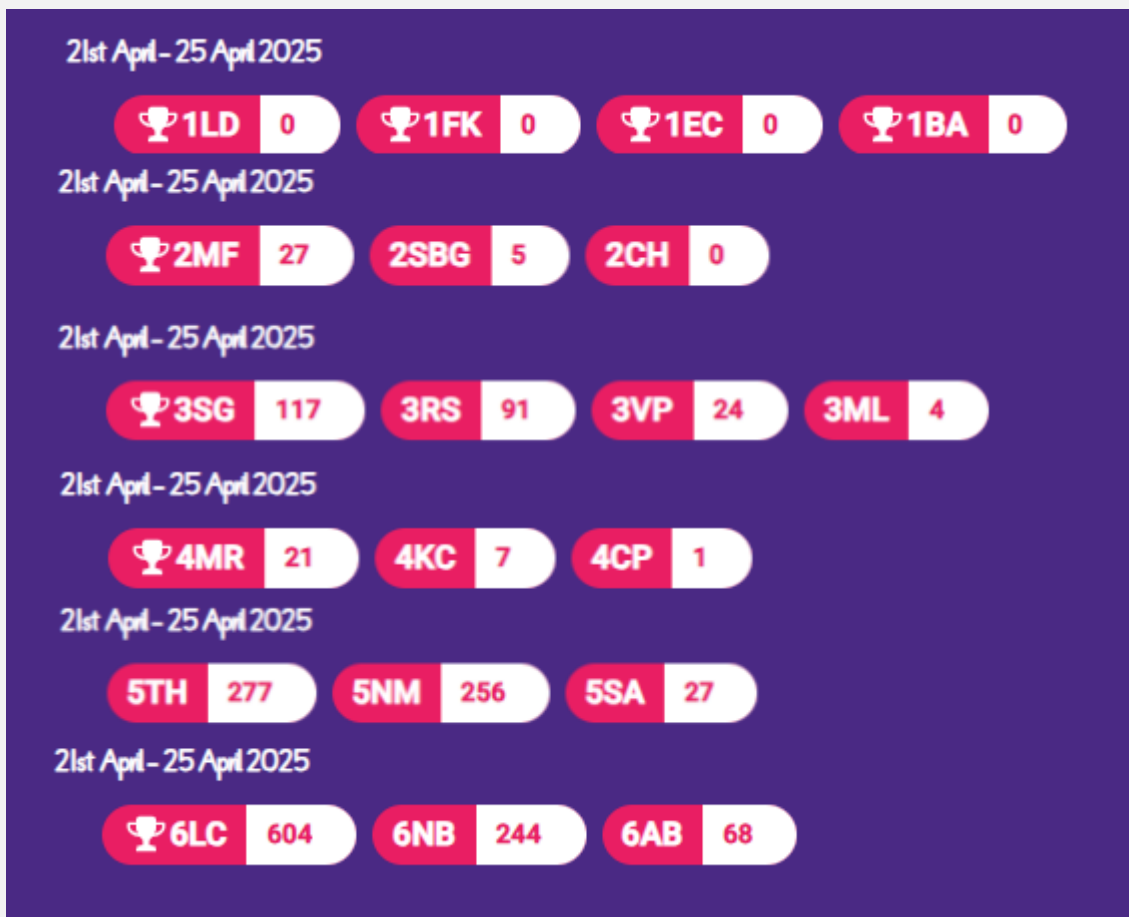 21st April - 25 April 2025
1LD 0 1FK 0 1EC 0 1BA 0
21st April - 25 April 2025
2MF 27 2SBG 5 2CH 0
21st April - 25 April 2025
3SG 117 3RS 91 3VP 24 3ML 4
21st April - 25 April 2025
4MR 21 4KC 7 4CP 1
21st April - 25 April 2025
5TH 277 5NM 256 5SA 27
21st April - 25 April 2025
6LC 604 6NB 244 6AB 68